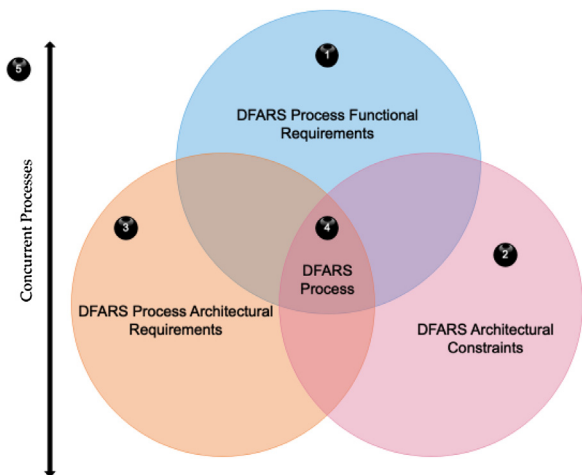 5
Concurrent Processes
1
DFARS Process Functional
Requirements
3
4
2
DFARS
Process
DFARS Process Architectural
Requirements
DFARS Architectural
Constraints